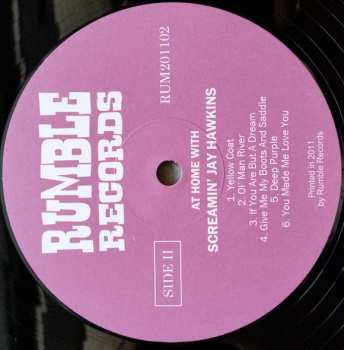 RUMBLE
RECORDS
SIDE II
RUM201102
AT HOME WITH
SCREAMIN' JAY HAWKINS
1. Yellow Coat
2. Ol' Man River
3. If You Are But A Dream
4. Give Me My Boots And Saddle
5. Deep Purple
6. You Made Me Love You
Printed in 2011
by Rumble Records